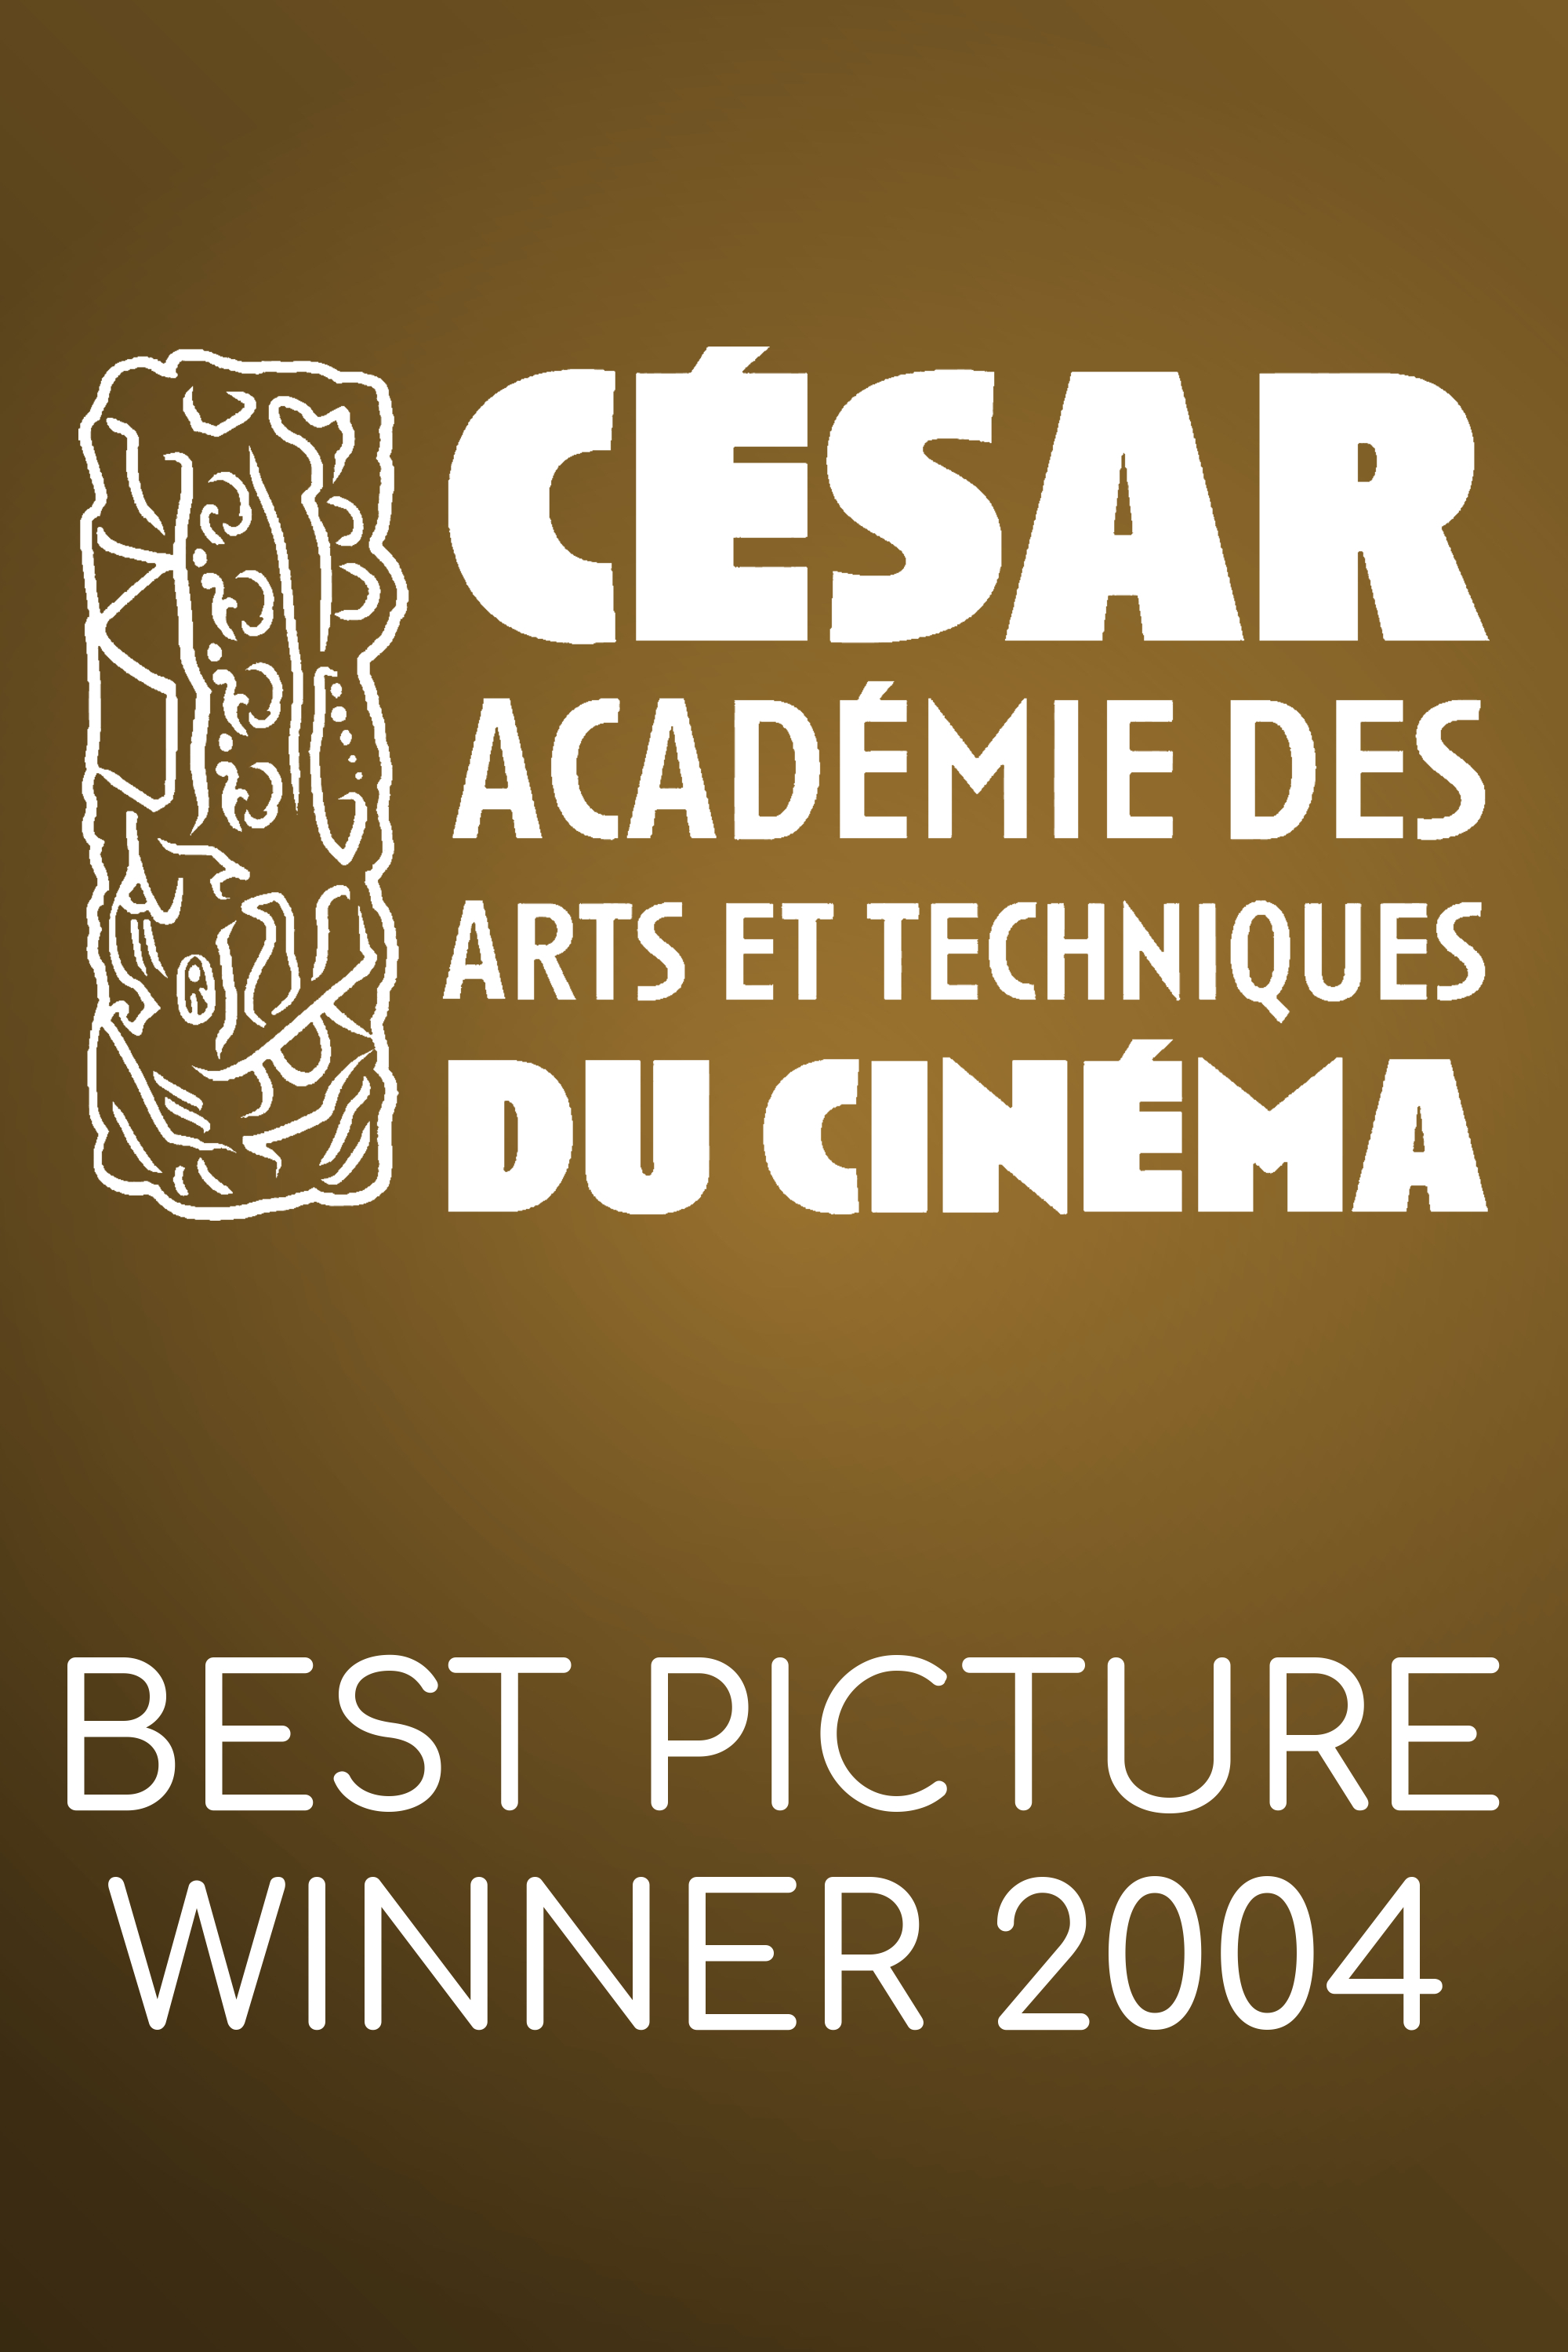 CÉSAR
ACADÉMIE DES
ARTS ET TECHNIQUES
DU CINÉMA
BEST PICTURE
WINNER 2004